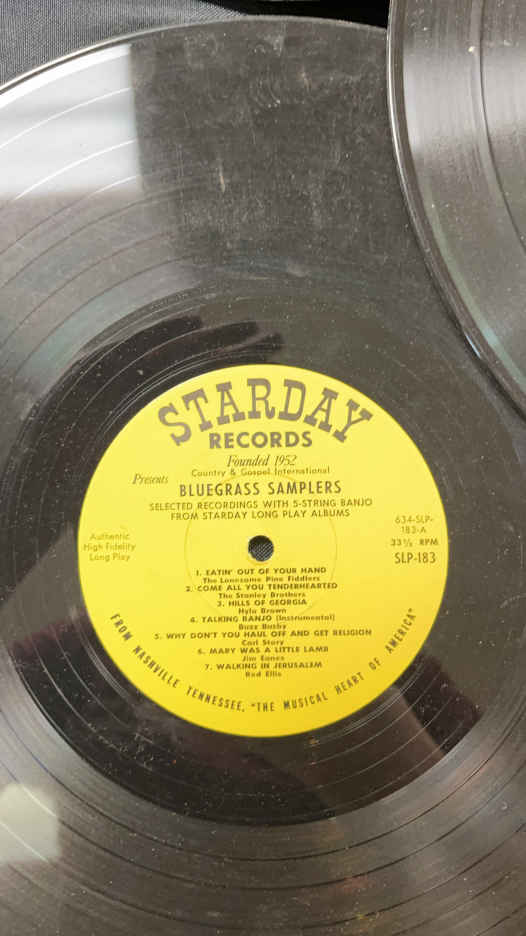 STARDAY
RECORDS
Founded 1952
Country & Gospel International
Presents
BLUEGRASS SAMPLERS
SELECTED RECORDINGS WITH 5-STRING BANJO
FROM STARDAY LONG PLAY ALBUMS
634-SLP-
183-A
33⅓ RPM
SLP-183
Authentic
High Fidelity
Long Play
1. EATIN' OUT OF YOUR HAND
The Lonesome Pine Fiddlers
2. COME ALL YOU TENDERHEARTED
The Stanley Brothers
3. HILLS OF GEORGIA
Hylo Brown
4. TALKING BANJO (Instrumental)
Buzz Busby
5. WHY DON'T YOU HAUL OFF AND GET RELIGION
Carl Story
6. MARY WAS A LITTLE LAMB
Jim Eanes
7. WALKING IN JERUSALEM
Red Ellis
FROM NASHVILLE TENNESSEE, "THE MUSICAL HEART OF AMERICA"